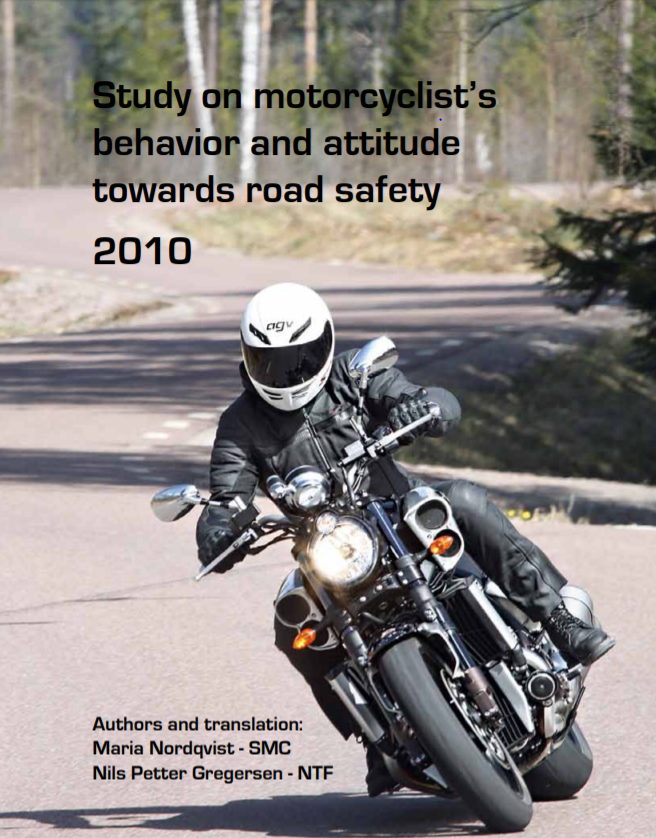 Study on motorcyclist's
behavior and attitude
towards road safety
2010
agv
Authors and translation:
Maria Nordqvist - SMC
Nils Petter Gregersen - NTF